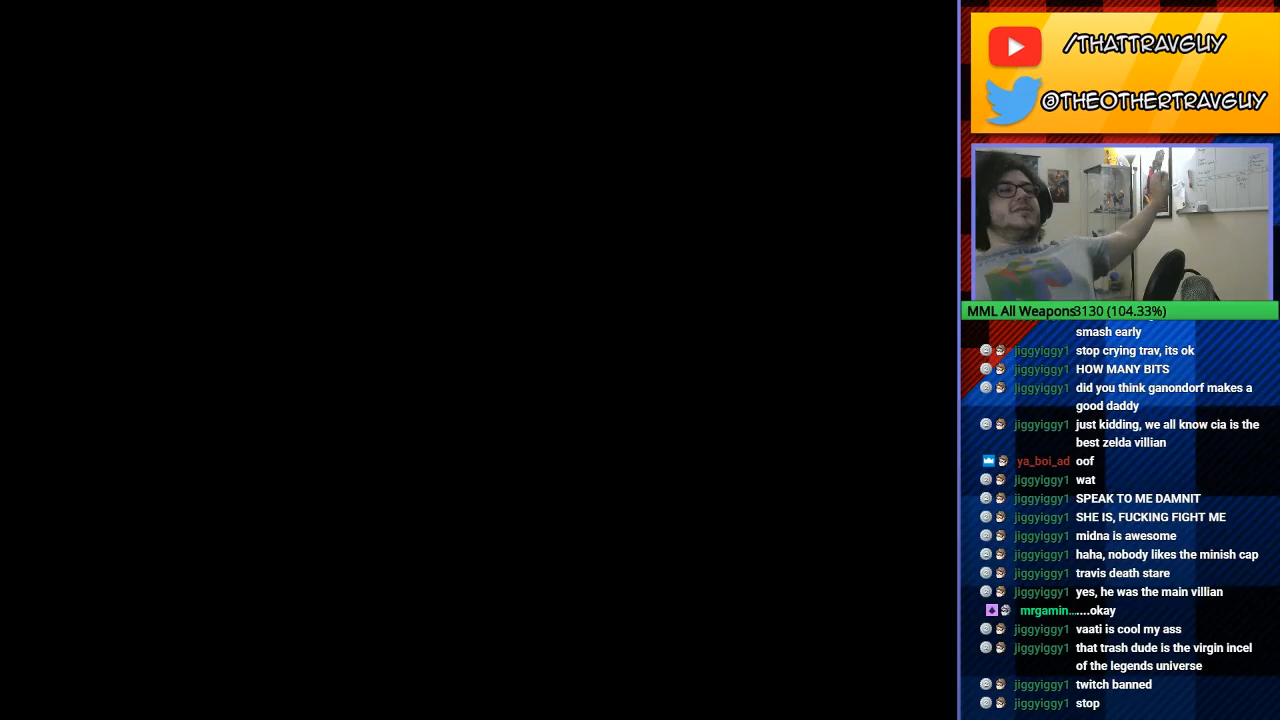 /THATTRAVGUY
@THEOTHERTRAVGUY
MML All Weapons3130 (104.33%)
smash early
jiggyiggy1 stop crying trav, its ok
jiggyiggy1 HOW MANY BITS
jiggyiggy1 did you think ganondorf makes a
good daddy
jiggyiggy1 just kidding, we all know cia is the
best zelda villian
ya_boi_ad oof
jiggyiggy1 wat
jiggyiggy1 SPEAK TO ME DAMNIT
jiggyiggy1 SHE IS, FUCKING FIGHT ME
jiggyiggy1 midna is awesome
jiggyiggy1 haha, nobody likes the minish cap
jiggyiggy1 travis death stare
jiggyiggy1 yes, he was the main villian
mrgamin... ....okay
jiggyiggy1 vaati is cool my ass
jiggyiggy1 that trash dude is the virgin incel
of the legends universe
jiggyiggy1 twitch banned
jiggyiggy1 stop